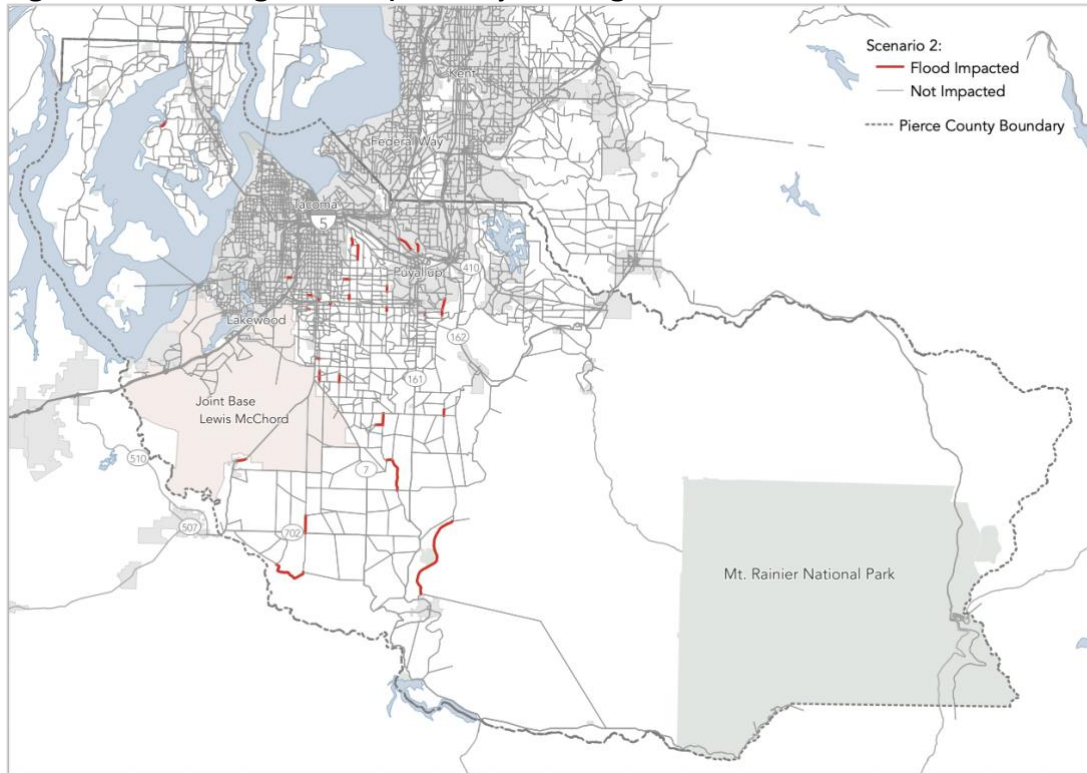 Scenario 2:
Flood Impacted
Not Impacted
Pierce County Boundary
Kent
Federal Way
Tacoma
5
Puyallup
410
Lakewood
162
161
Joint Base
Lewis McChord
510
7
507
702
Mt. Rainier National Park